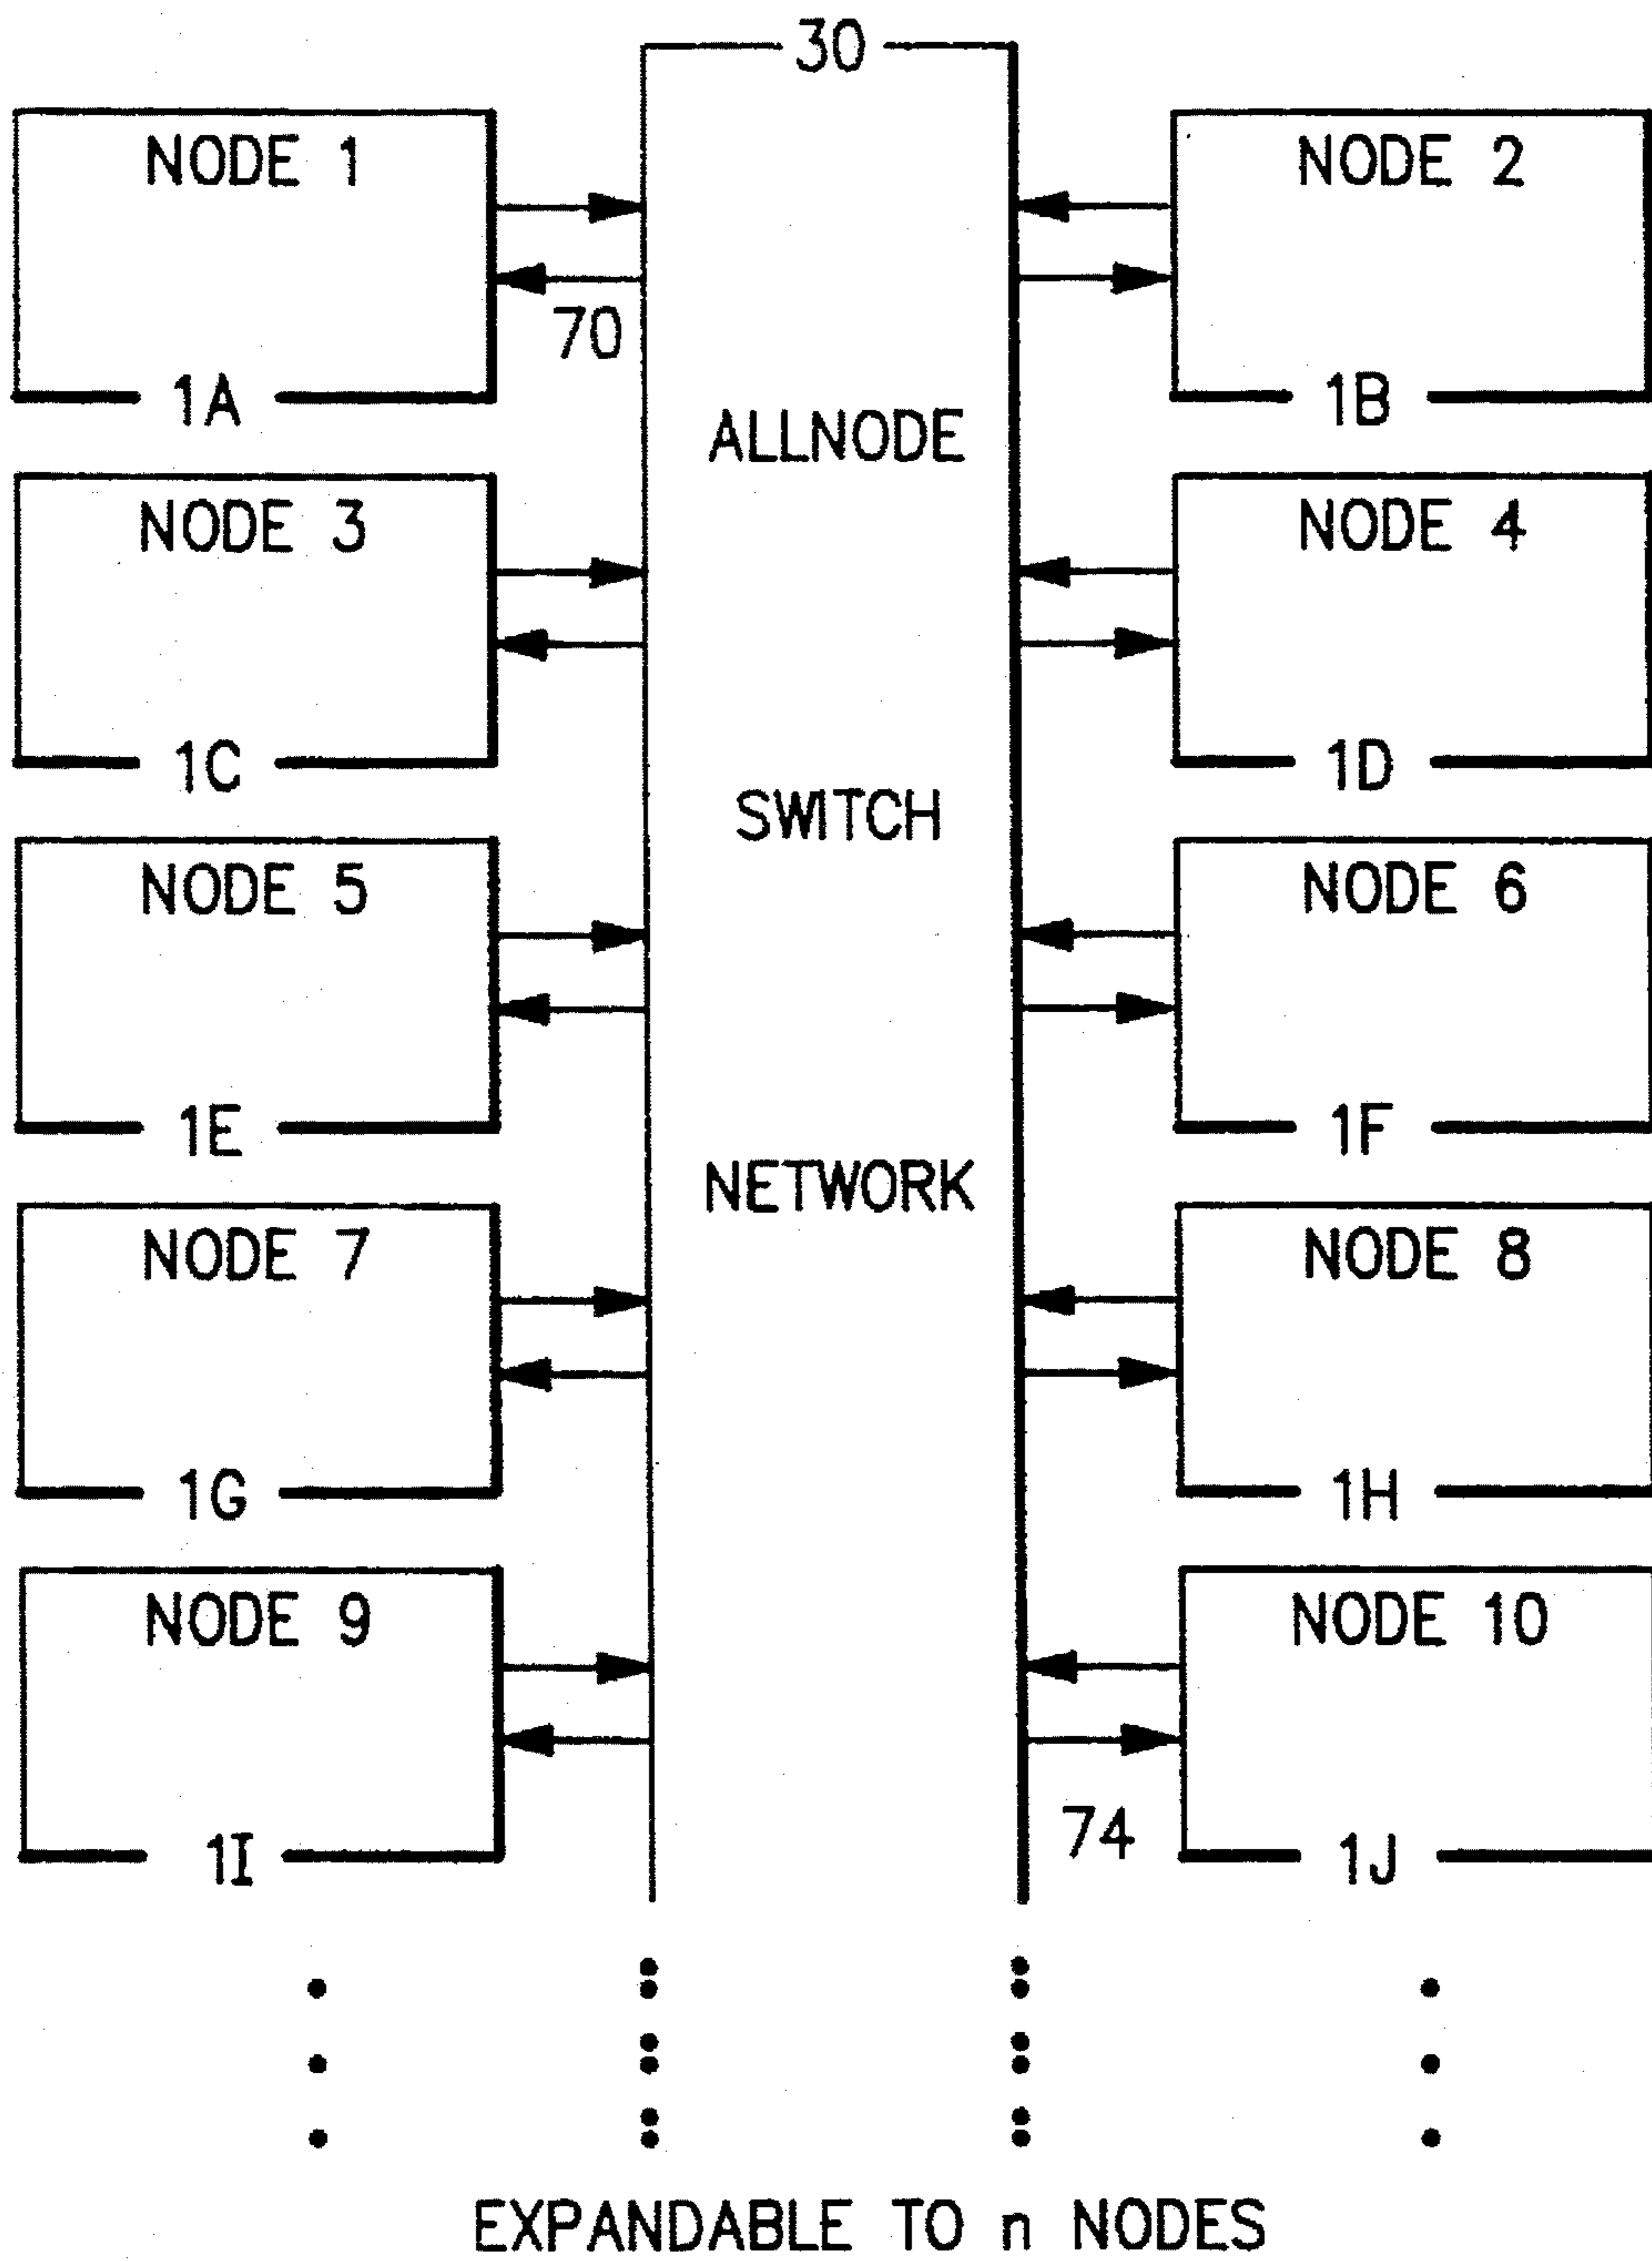 30
NODE 1
NODE 2
70
1A
1B
ALLNODE
NODE 3
NODE 4
1C
1D
SWITCH
NODE 5
NODE 6
1E
1F
NETWORK
NODE 7
NODE 8
1G
1H
NODE 9
NODE 10
74
1I
1J
EXPANDABLE TO n NODES